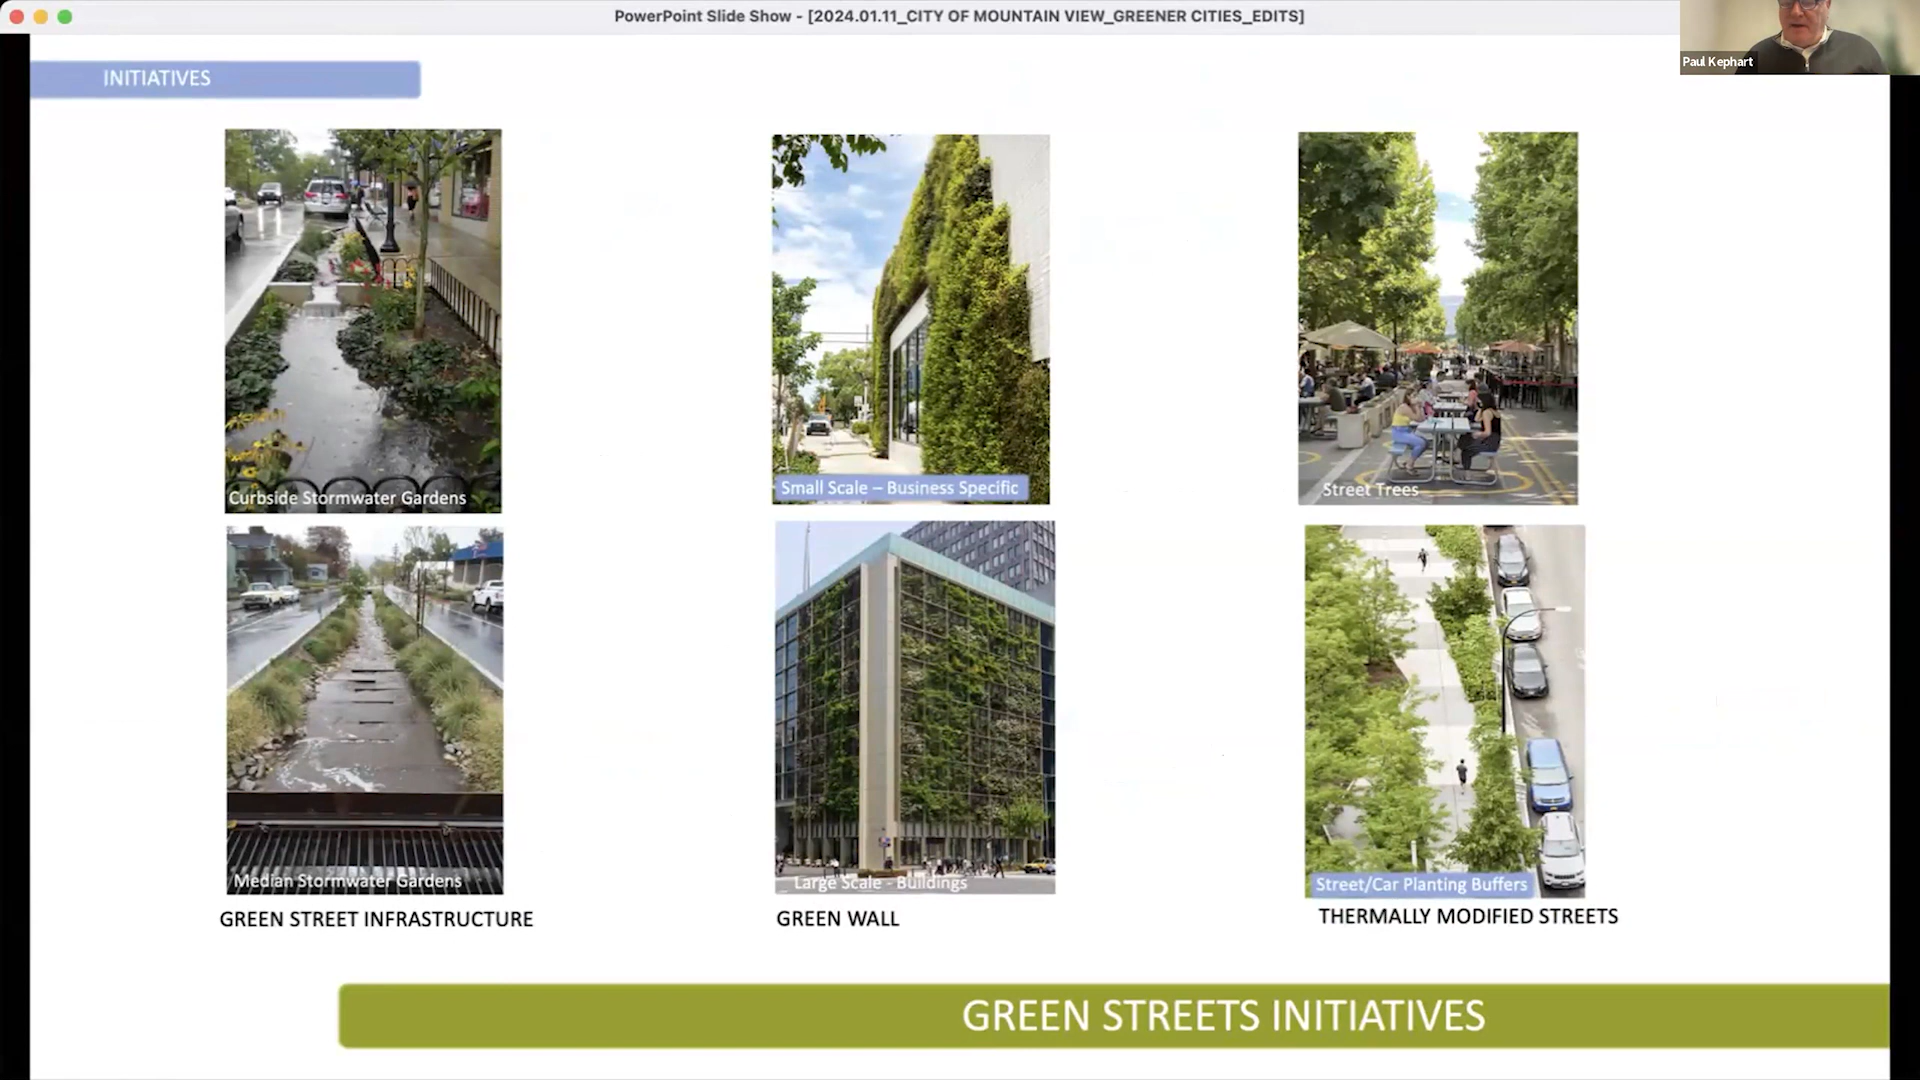 PowerPoint Slide Show - [2024.01.11_CITY OF MOUNTAIN VIEW_GREENER CITIES_EDITS]
Paul Kephart
INITIATIVES
Curbside Stormwater Gardens
Small Scale – Business Specific
Street Trees
Median Stormwater Gardens
Large Scale - Buildings
Street/Car Planting Buffers
GREEN STREET INFRASTRUCTURE
GREEN WALL
THERMALLY MODIFIED STREETS
GREEN STREETS INITIATIVES